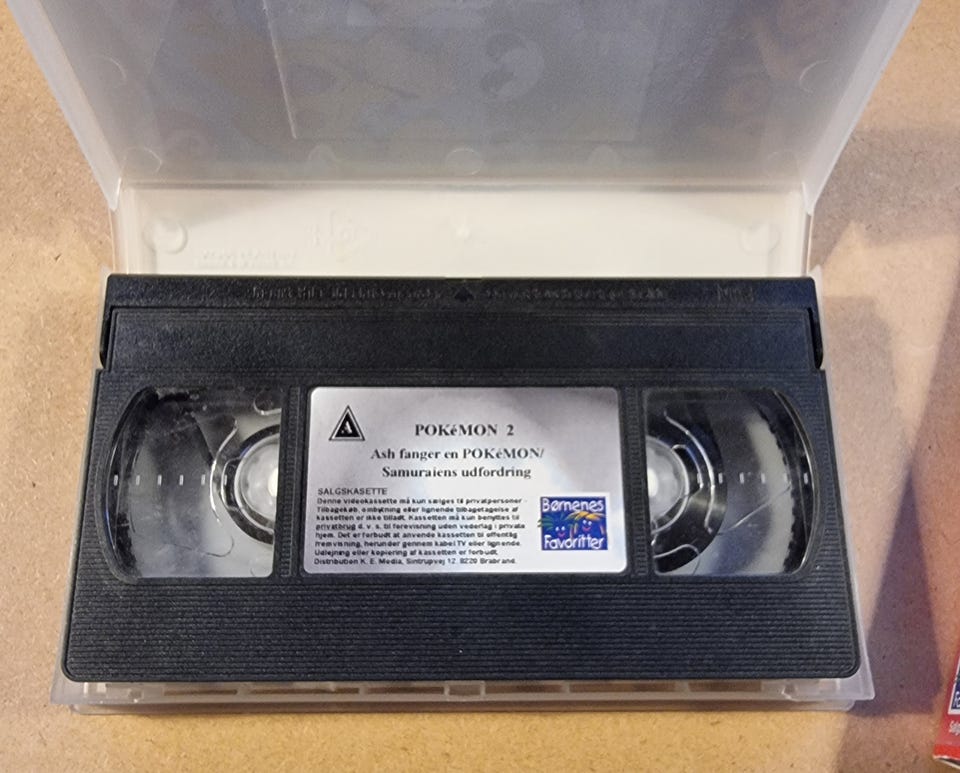 A
POKéMON 2
Ash fanger en POKéMON/
Samuraiens udfordring
SALGSKASETTE
Denne videokassette må kun sælges til privatpersoner -
Tilbagekøb, ombytning eller lignende tilbagetagelse af
kassetten er ikke tilladt. Kassetten må kun benyttes til
privatbrug d. v. s. til forevisning uden vederlag i private
hjem. Det er forbudt at anvende kassetten til offentlig
fremvisning, herunder gennem kabel TV eller lignende.
Udlejning eller kopiering af kassetten er forbudt.
Distribution K. E. Media, Sintrupvej 12, 8220 Brabrand.
Børnenes
Favoritter